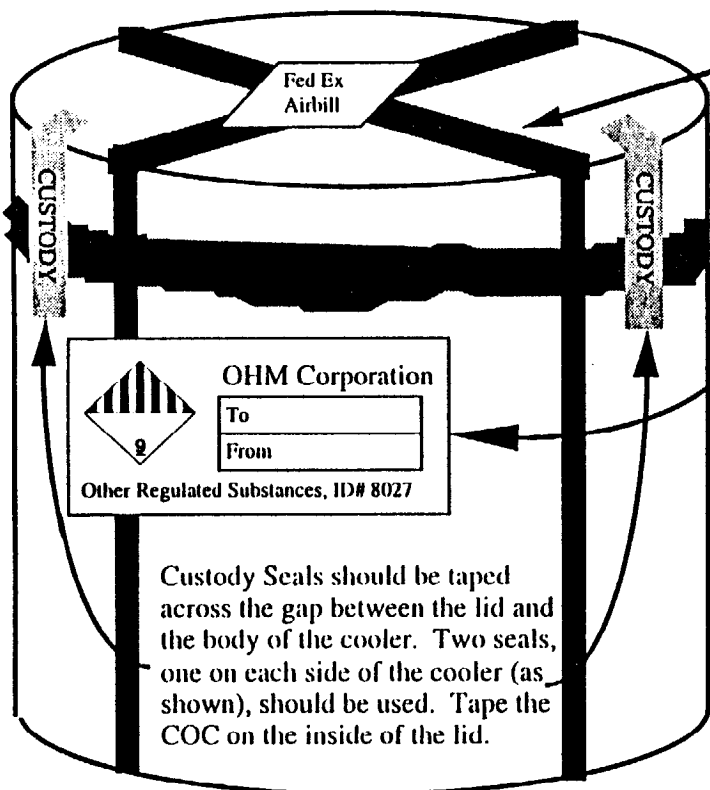 Fed Ex
Airbill
CUSTODY
CUSTODY
OHM Corporation
To
From
9
Other Regulated Substances, ID# 8027
Custody Seals should be taped
across the gap between the lid and
the body of the cooler. Two seals,
one on each side of the cooler (as
shown), should be used. Tape the
COC on the inside of the lid.